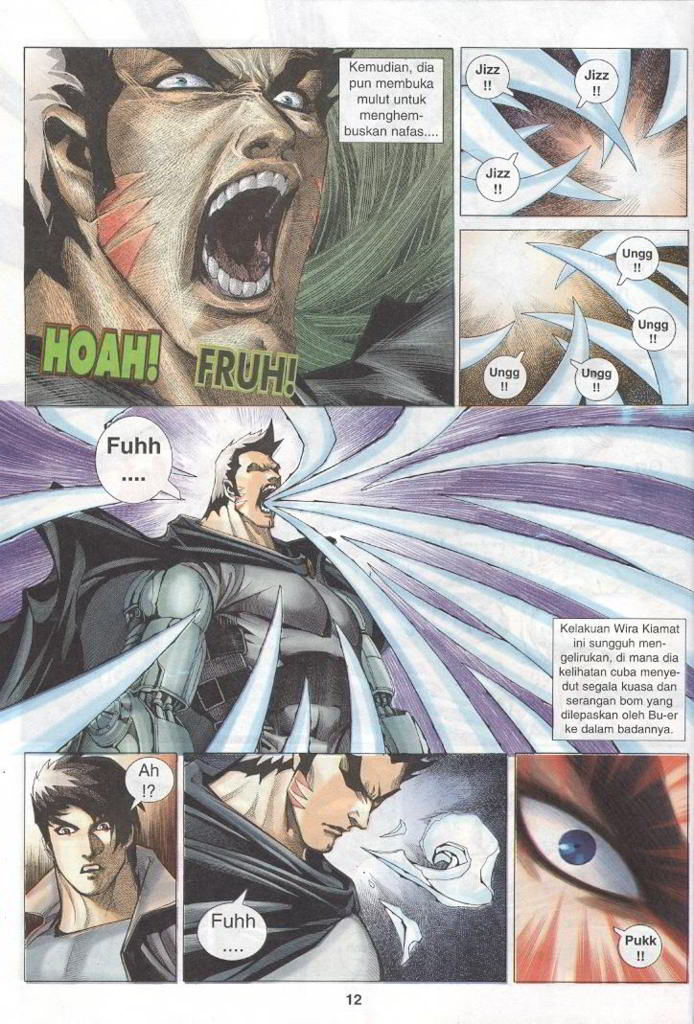 Kemudian, dia
pun membuka
mulut untuk
menghem-
buskan nafas....
HOAH!
FRUH!
Jizz
!!
Jizz
!!
Jizz
!!
Ungg
!!
Ungg
!!
Ungg
!!
Ungg
!!
Fuhh
....
Kelakuan Wira Kiamat
ini sungguh men-
gelirukan, di mana dia
kelihatan cuba menye-
dut segala kuasa dan
serangan bom yang
dilepaskan oleh Bu-er
ke dalam badannya.
Ah
!?
Fuhh
....
Pukk
!!
12